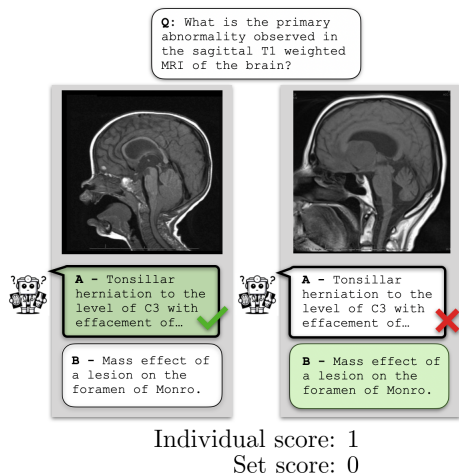 Q: What is the primary
abnormality observed in
the sagittal T1 weighted
MRI of the brain?
A - Tonsillar
herniation to the
level of C3 with
effacement of…
B - Mass effect of
a lesion on the
foramen of Monro.
A - Tonsillar
herniation to the
level of C3 with
effacement of…
B - Mass effect of
a lesion on the
foramen of Monro.
Individual score: 1
Set score: 0